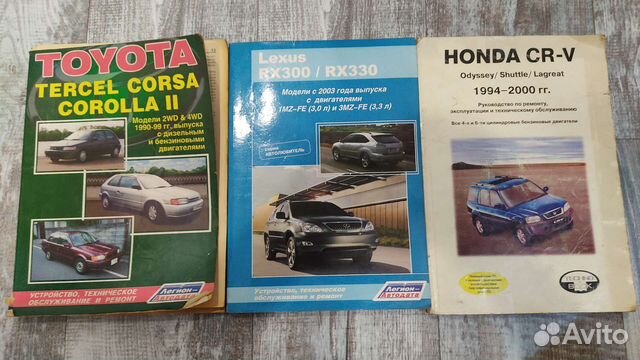 TOYOTA
TERCEL CORSA
COROLLA II
Модели 2WD & 4WD
1990-99 гг. выпуска
с дизельным
и бензиновыми
двигателями
УСТРОЙСТВО, ТЕХНИЧЕСКОЕ
ОБСЛУЖИВАНИЕ И РЕМОНТ
Легион-
Автодата
Lexus
RX300 / RX330
Модели с 2003 года выпуска
с двигателями
1MZ-FE (3,0 л) и 3MZ-FE (3,3 л)
АВТОЛЮБИТЕЛЬ
Устройство, техническое
обслуживание и ремонт
Легион-
Автодата
HONDA CR-V
Odyssey/ Shuttle/ Lagreat
1994-2000 гг.
Руководство по ремонту,
эксплуатации и техническому обслуживанию
Все 4-х и 6-ти цилиндровые бензиновые двигатели
Avito